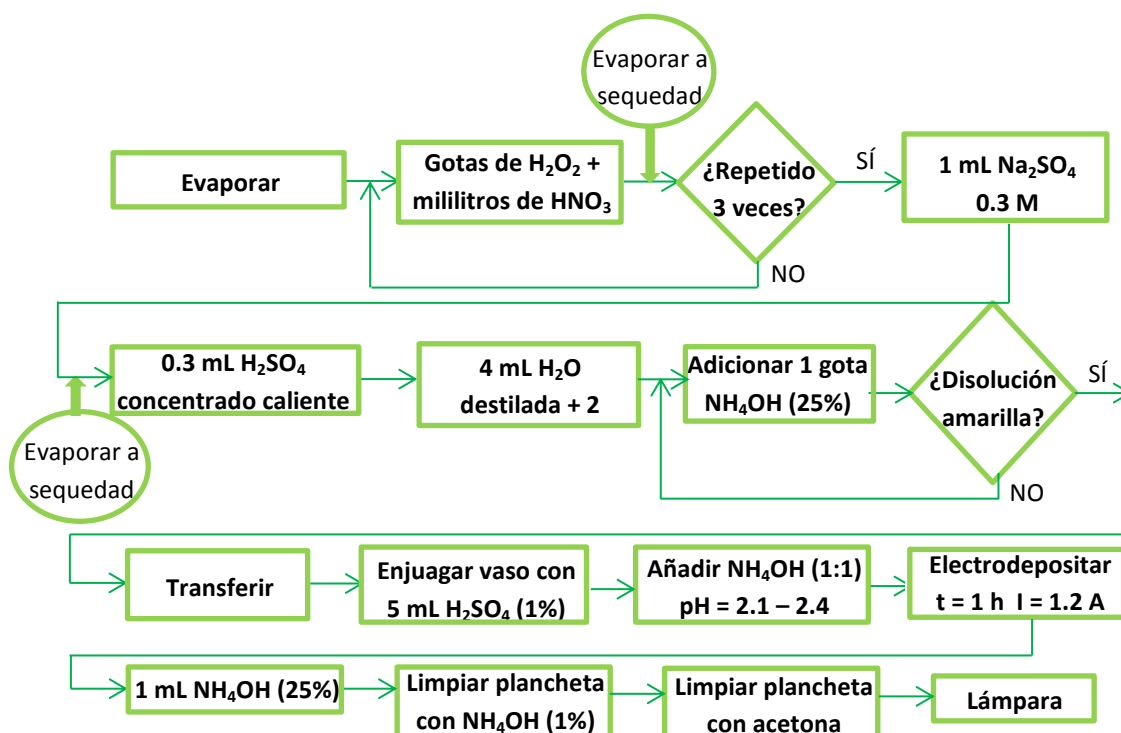 Evaporar a
sequedad
Evaporar
Gotas de H₂O₂ +
mililitros de HNO₃
¿Repetido
3 veces?
SÍ
NO
1 mL Na₂SO₄
0.3 M
Evaporar a
sequedad
0.3 mL H₂SO₄
concentrado caliente
4 mL H₂O
destilada + 2
Adicionar 1 gota
NH₄OH (25%)
¿Disolución
amarilla?
SÍ
NO
Transferir
Enjuagar vaso con
5 mL H₂SO₄ (1%)
Añadir NH₄OH (1:1)
pH = 2.1 – 2.4
Electrodepositar
t = 1 h I = 1.2 A
1 mL NH₄OH (25%)
Limpiar plancheta
con NH₄OH (1%)
Limpiar plancheta
con acetona
Lámpara